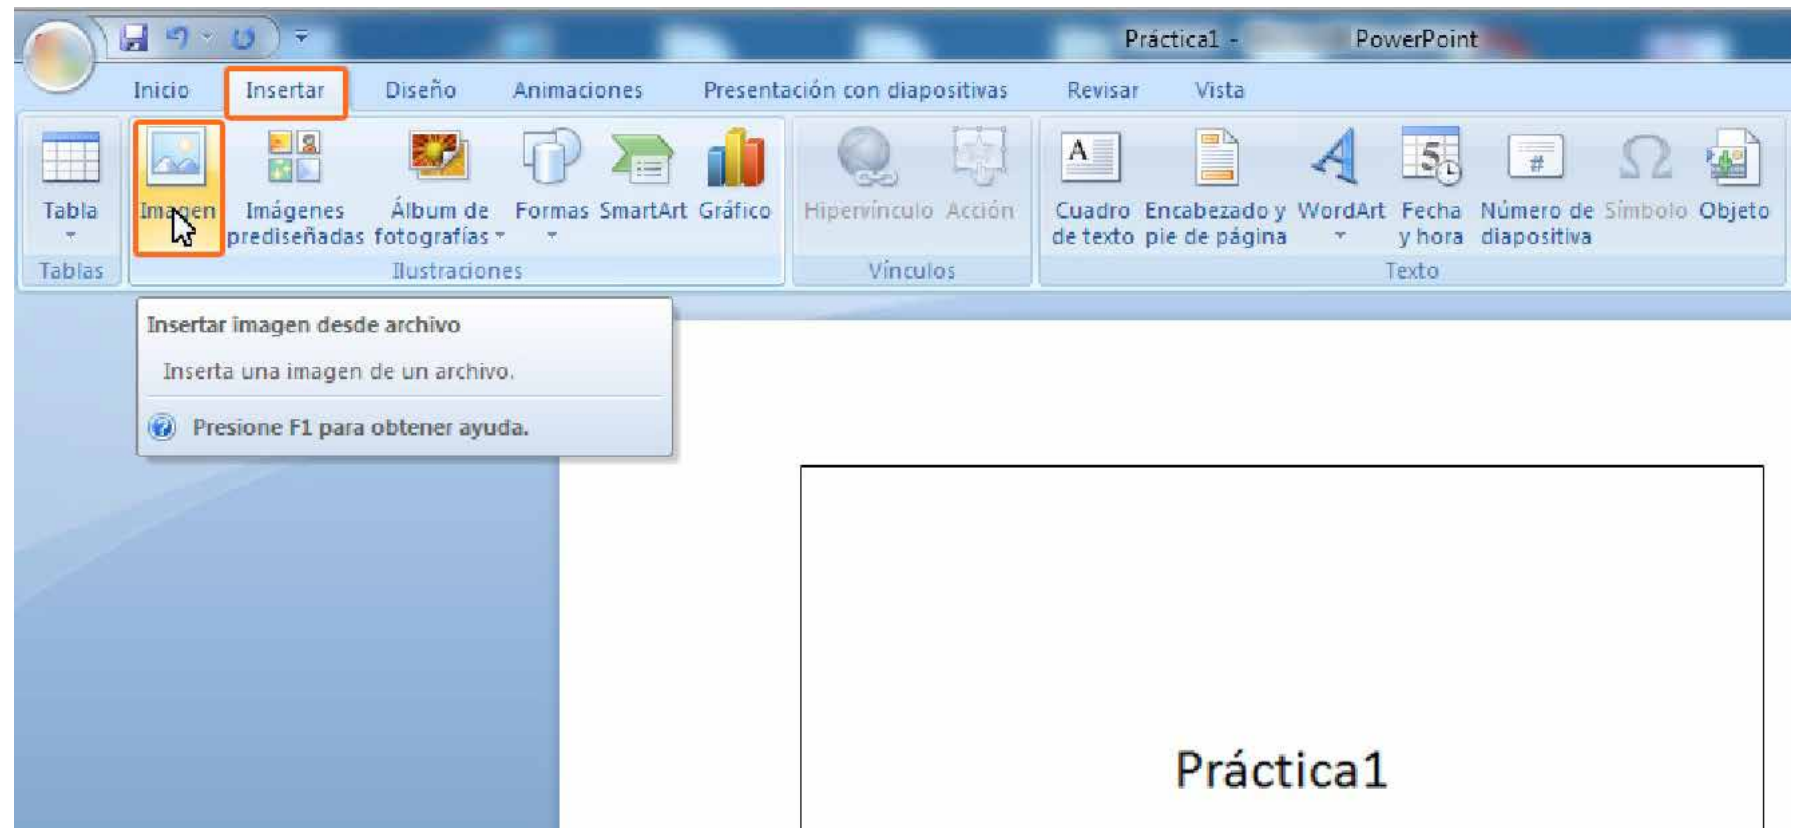 Práctica1 - PowerPoint
Inicio Insertar Diseño Animaciones Presentación con diapositivas Revisar Vista
Tabla
Imagen
Imágenes
prediseñadas
Álbum de
fotografías
Formas
SmartArt
Gráfico
Hipervínculo
Acción
Cuadro
de texto
Encabezado y
pie de página
WordArt
Fecha
y hora
Número de
diapositiva
Símbolo
Objeto
Tablas
Ilustraciones
Vínculos
Texto
Insertar imagen desde archivo
Inserta una imagen de un archivo.
Presione F1 para obtener ayuda.
Práctica1